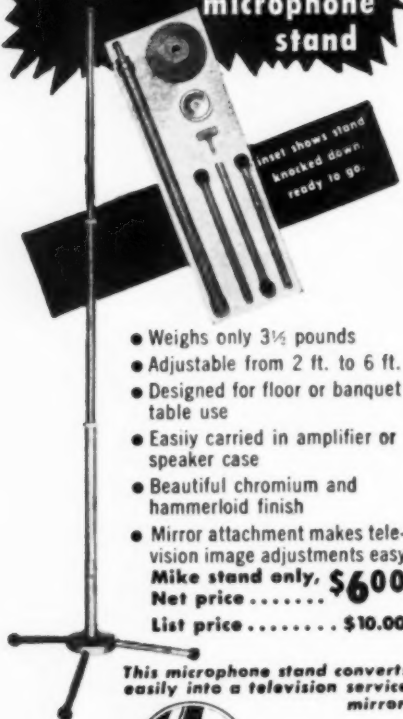 microphone
stand
inset shows stand
knocked down,
ready to go.
● Weighs only 3½ pounds
● Adjustable from 2 ft. to 6 ft.
● Designed for floor or banquet
table use
● Easily carried in amplifier or
speaker case
● Beautiful chromium and
hammerloid finish
● Mirror attachment makes tele-
vision image adjustments easy
Mike stand only,
Net price ....... $6.00
List price ........ $10.00
This microphone stand converts
easily into a television service
mirror